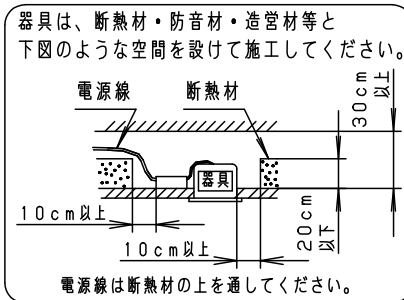 器具は、断熱材・防音材・造営材等と
下図のような空間を設けて施工してください。
電源線
断熱材
30cm以上
器具
10cm以上
20cm以下
10cm以上
電源線は断熱材の上を通してください。